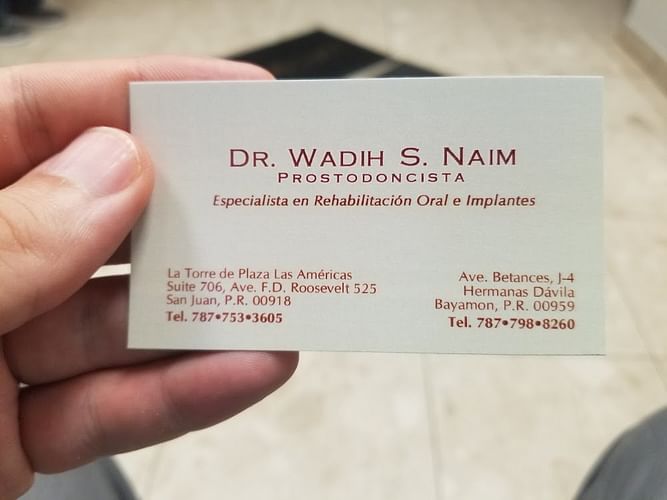 DR. WADIH S. NAIM
PROSTODONCISTA
Especialista en Rehabilitación Oral e Implantes
La Torre de Plaza Las Américas
Suite 706, Ave. F.D. Roosevelt 525
San Juan, P.R. 00918
Tel. 787•753•3605
Ave. Betances, J-4
Hermanas Dávila
Bayamon, P.R. 00959
Tel. 787•798•8260